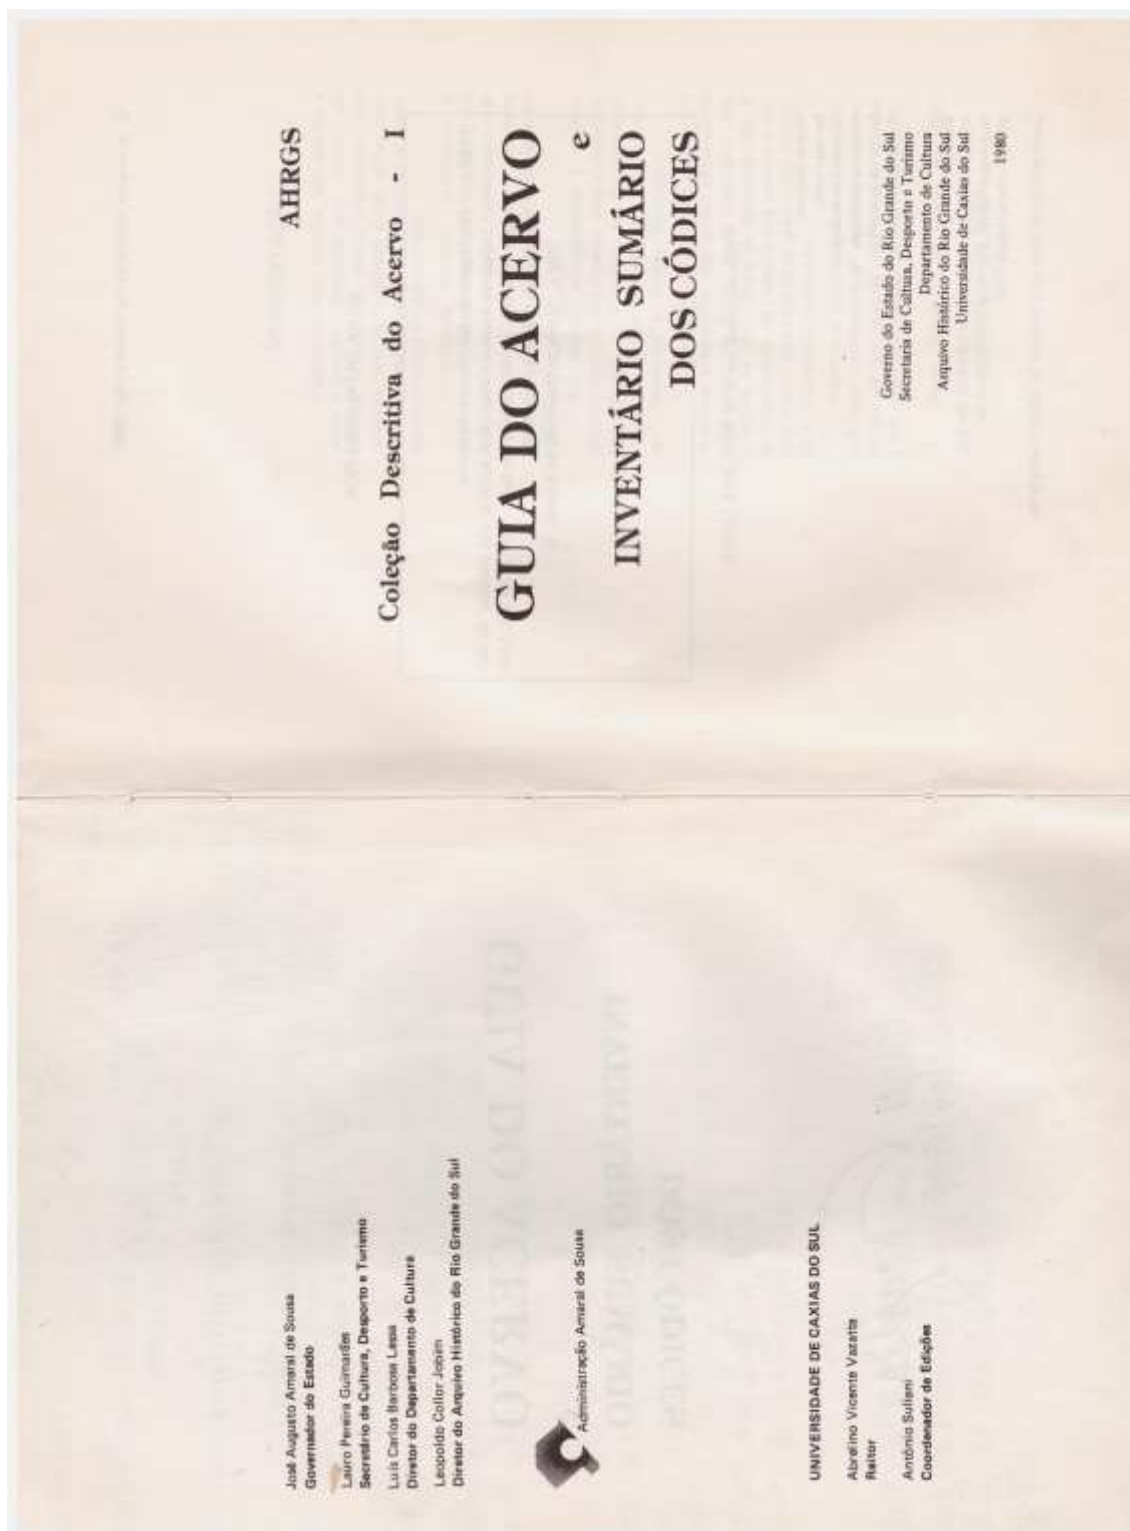 José Augusto Amaral de Sousa
Governador do Estado
Lauro Pereira Guimarães
Secretário de Cultura, Desporto e Turismo
Luís Carlos Barbosa Lessa
Diretor do Departamento de Cultura
Leopoldo Collor Jobim
Diretor do Arquivo Histórico do Rio Grande do Sul
Administração Amaral de Sousa
UNIVERSIDADE DE CAXIAS DO SUL
Abrelino Vicente Vazatta
Reitor
Antônio Suliani
Coordenador de Edições
AHRGS
Coleção Descritiva do Acervo - I
GUIA DO ACERVO
e
INVENTÁRIO SUMÁRIO
DOS CÓDICES
Governo do Estado do Rio Grande do Sul
Secretaria de Cultura, Desporto e Turismo
Departamento de Cultura
Arquivo Histórico do Rio Grande do Sul
Universidade de Caxias do Sul
1980